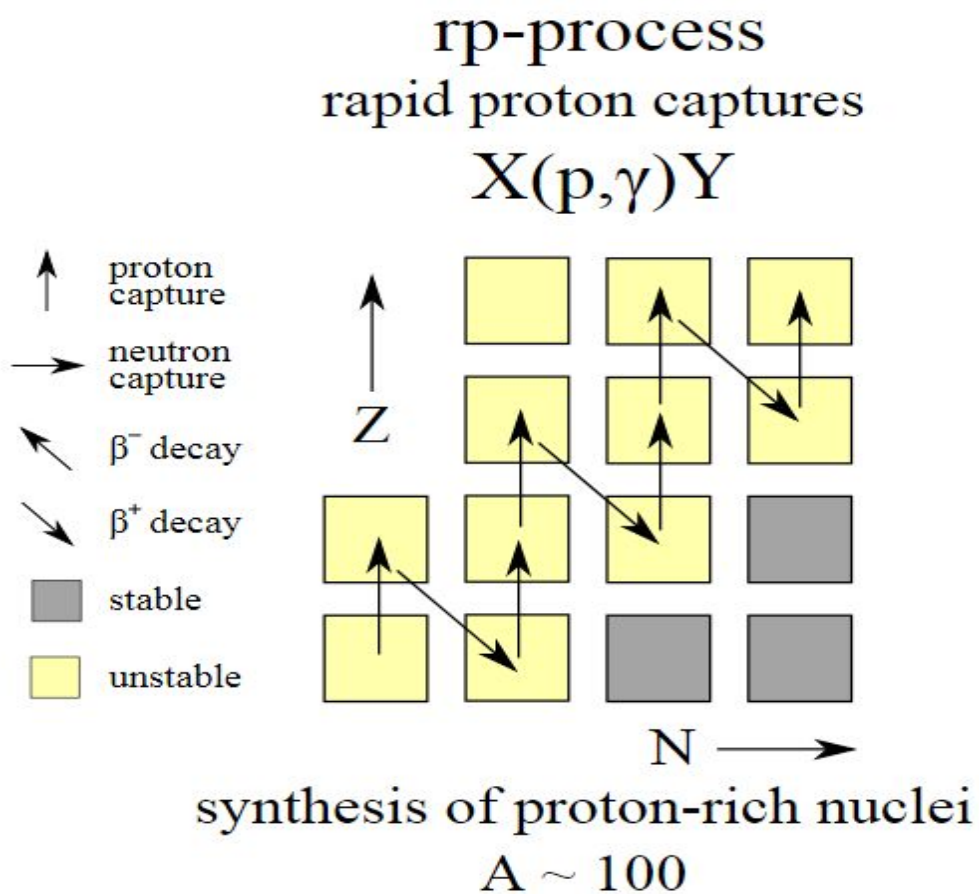 rp-process
rapid proton captures
X(p,γ)Y
proton
capture
neutron
capture
β⁻ decay
β⁺ decay
stable
unstable
Z
N
synthesis of proton-rich nuclei
A ~ 100